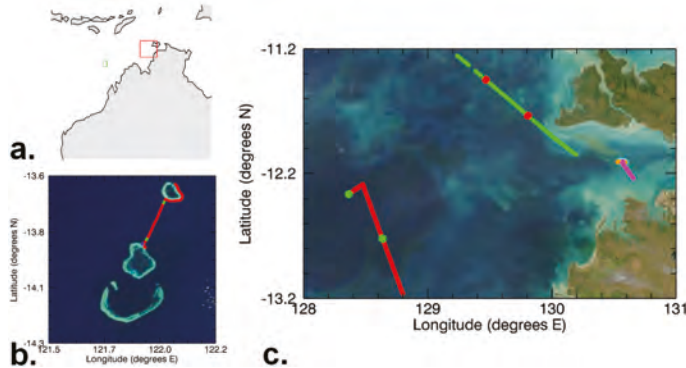 a.
-13.6
-13.8
-14.1
-14.3
121.5
121.7
122.0
122.2
Latitude (degrees N)
Longitude (degrees E)
b.
-11.2
-12.2
-13.2
128
129
130
131
Latitude (degrees N)
Longitude (degrees E)
c.